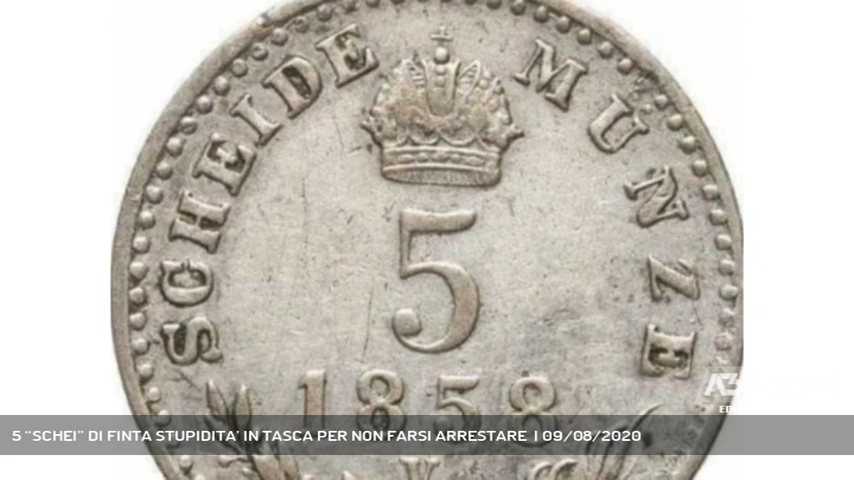 SCHEIDE MÜNZE
5
1858
5 “SCHEI” DI FINTA STUPIDITA' IN TASCA PER NON FARSI ARRESTARE | 09/08/2020